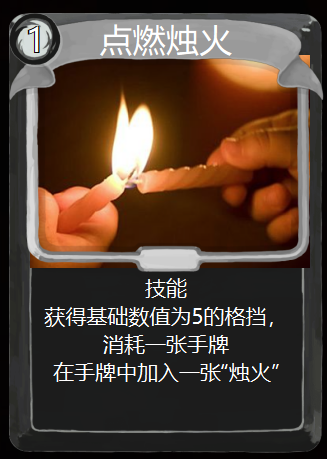 1
点燃烛火
技能
获得基础数值为5的格挡，
消耗一张手牌
在手牌中加入一张“烛火”